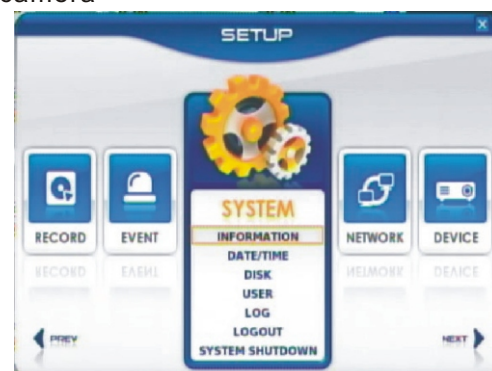 camera
SETUP
SYSTEM
RECORD
EVENT
INFORMATION
NETWORK
DEVICE
DATE/TIME
DISK
USER
LOG
LOGOUT
SYSTEM SHUTDOWN
PREV
NEXT